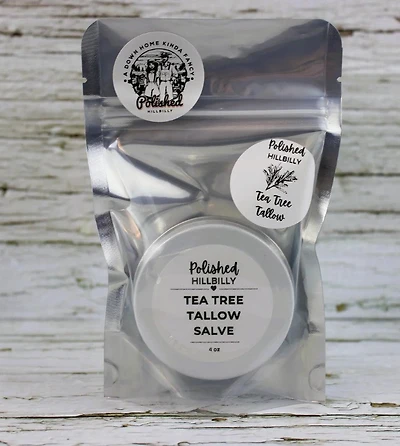 A DOWN HOME KINDA FANCY
Polished
HILLBILLY
Polished
HILLBILLY
Tea Tree
Tallow
Polished
HILLBILLY
TEA TREE
TALLOW
SALVE
4 OZ